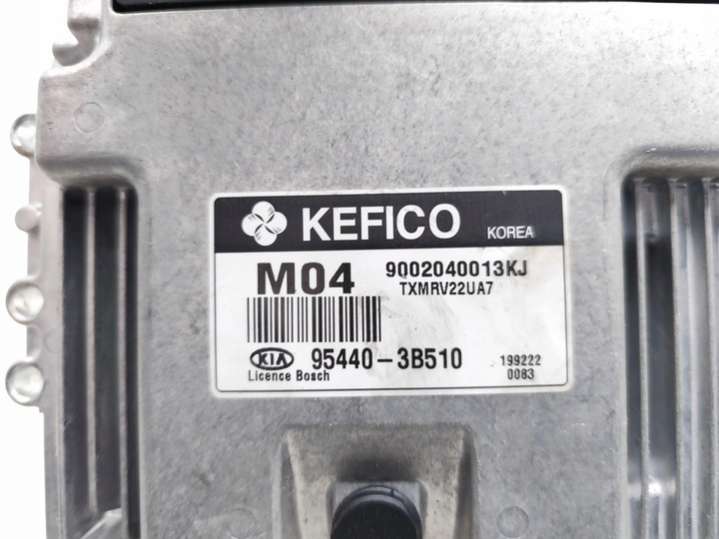 KEFICO KOREA
M04 9002040013KJ
TXMRV22UA7
KIA 95440-3B510 199222
Licence Bosch 0083